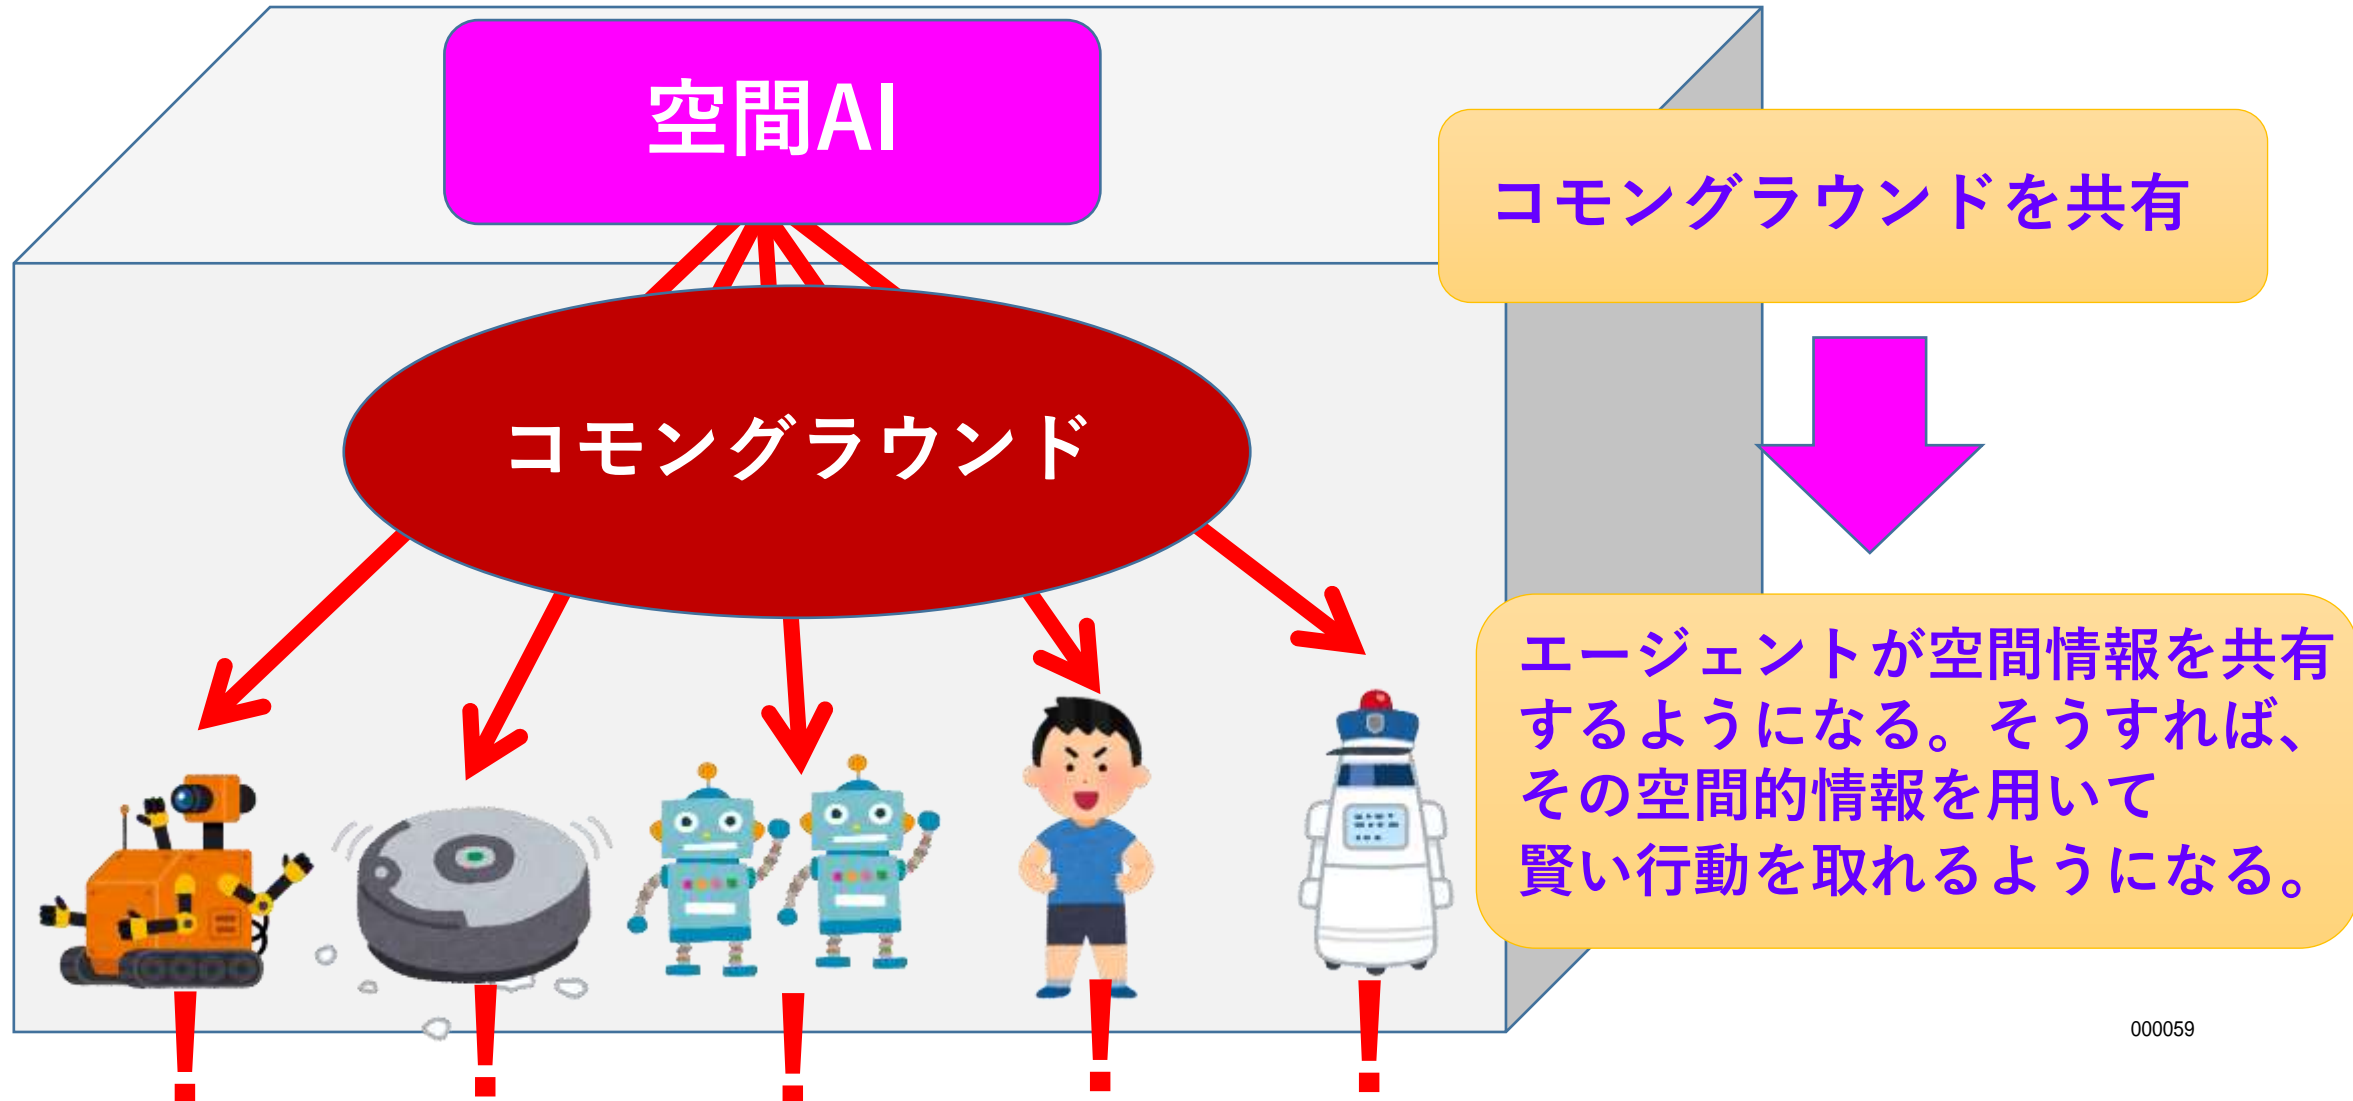 空間AI
コモングラウンドを共有
コモングラウンド
エージェントが空間情報を共有
するようになる。そうすれば、
その空間的情報を用いて
賢い行動を取れるようになる。
! ! ! ! !
000059